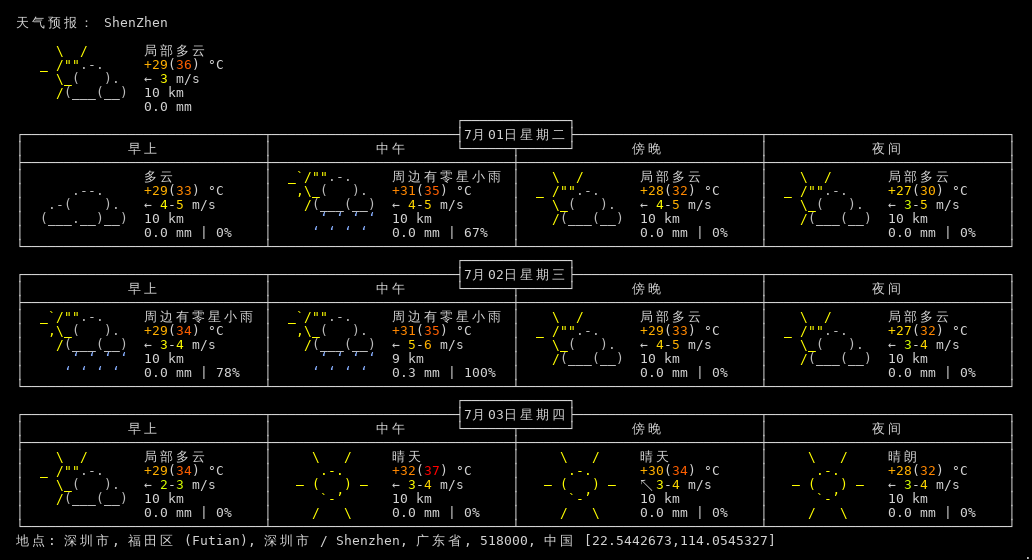 天气预报： ShenZhen
局部多云
+29(36) °C
← 3 m/s
10 km
0.0 mm
7月01日星期二
早上 中午 傍晚 夜间
多云 周边有零星小雨 局部多云 局部多云
+29(33) °C +31(35) °C +28(32) °C +27(30) °C
← 4-5 m/s ← 4-5 m/s ← 4-5 m/s ← 3-5 m/s
10 km 10 km 10 km 10 km
0.0 mm | 0% 0.0 mm | 67% 0.0 mm | 0% 0.0 mm | 0%
7月02日星期三
早上 中午 傍晚 夜间
周边有零星小雨 周边有零星小雨 局部多云 局部多云
+29(34) °C +31(35) °C +29(33) °C +27(32) °C
← 3-4 m/s ← 5-6 m/s ← 4-5 m/s ← 3-4 m/s
10 km 9 km 10 km 10 km
0.0 mm | 78% 0.3 mm | 100% 0.0 mm | 0% 0.0 mm | 0%
7月03日星期四
早上 中午 傍晚 夜间
局部多云 晴天 晴天 晴朗
+29(34) °C +32(37) °C +30(34) °C +28(32) °C
← 2-3 m/s ← 3-4 m/s ↖ 3-4 m/s ← 3-4 m/s
10 km 10 km 10 km 10 km
0.0 mm | 0% 0.0 mm | 0% 0.0 mm | 0% 0.0 mm | 0%
地点: 深圳市, 福田区 (Futian), 深圳市 / Shenzhen, 广东省, 518000, 中国 [22.5442673,114.0545327]